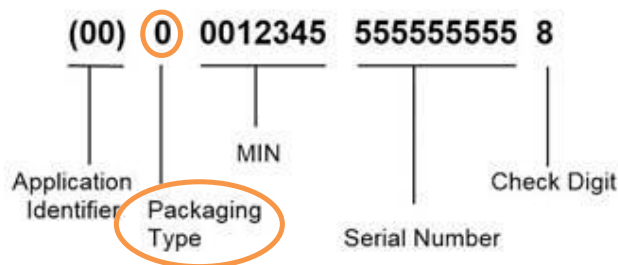 (00) 0 0012345 555555555 8
MIN
Application
Identifier
Packaging
Type
Serial Number
Check Digit